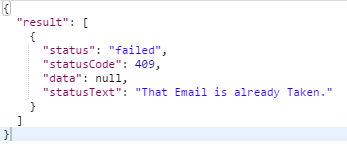 {
  "result": [
    {
      "status": "failed",
      "statusCode": 409,
      "data": null,
      "statusText": "That Email is already Taken."
    }
  ]
}